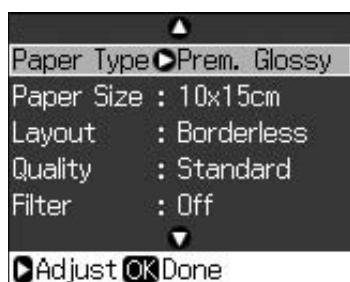 Paper Type Prem. Glossy
Paper Size : 10x15cm
Layout : Borderless
Quality : Standard
Filter : Off
Adjust OK Done